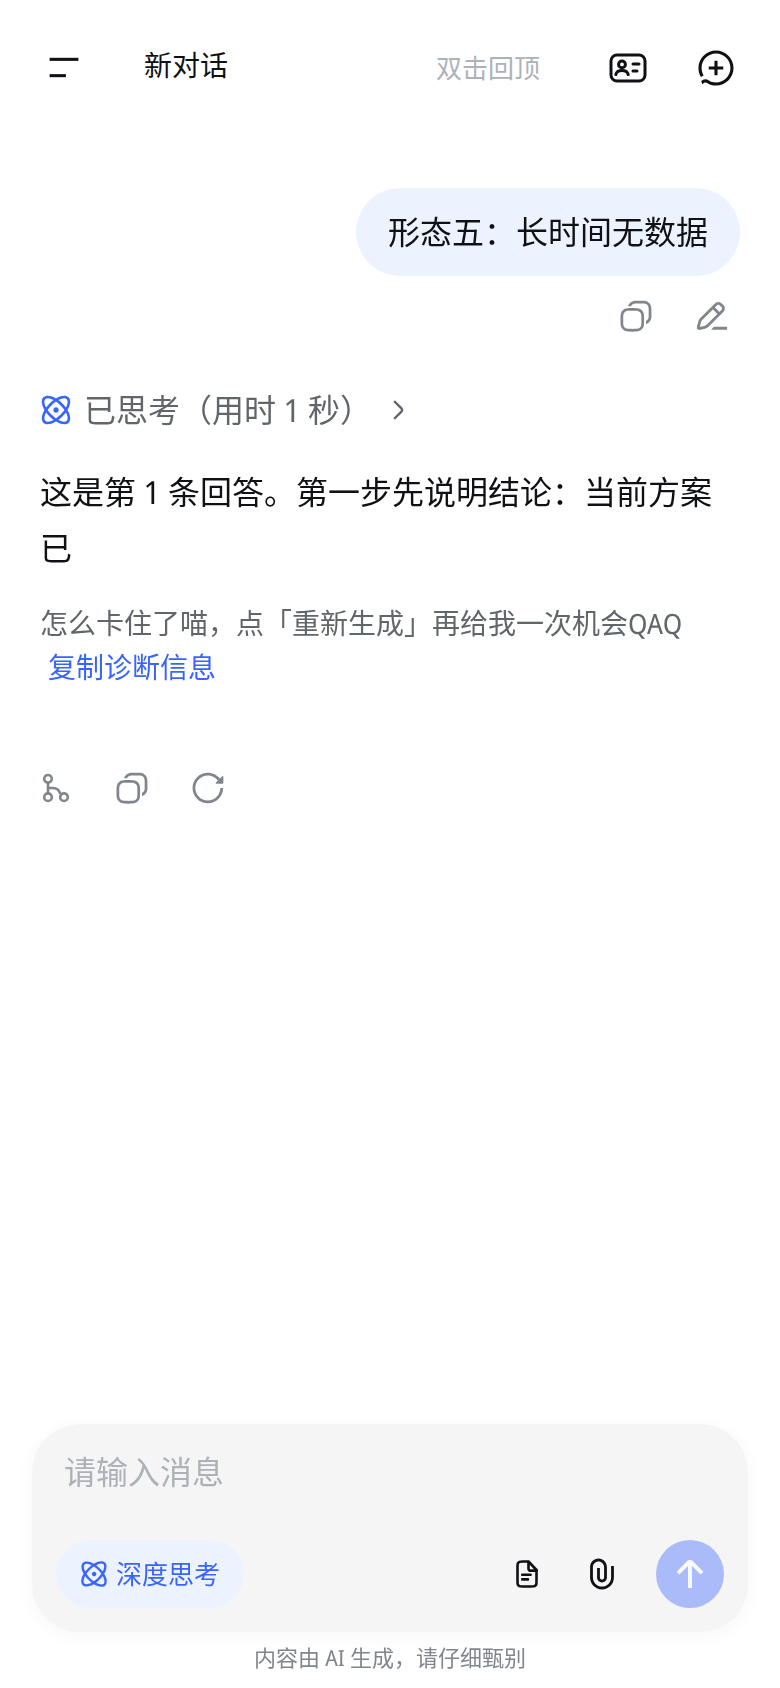 新对话
双击回顶
形态五：长时间无数据
已思考（用时 1 秒）
这是第 1 条回答。第一步先说明结论：当前方案
已
怎么卡住了喵，点「重新生成」再给我一次机会QAQ
复制诊断信息
请输入消息
深度思考
内容由 AI 生成，请仔细甄别